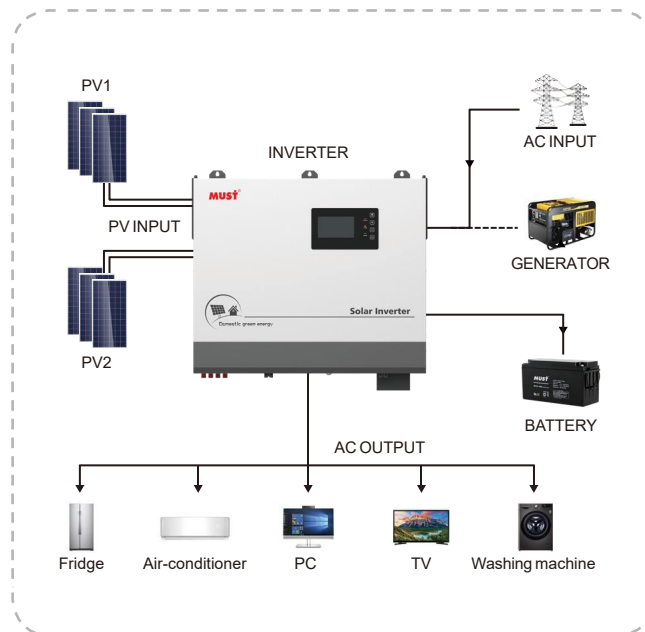 PV1
INVERTER
AC INPUT
MUST
PV INPUT
GENERATOR
Solar Inverter
Domestic green energy
PV2
MUST
BATTERY
AC OUTPUT
Fridge
Air-conditioner
PC
TV
Washing machine